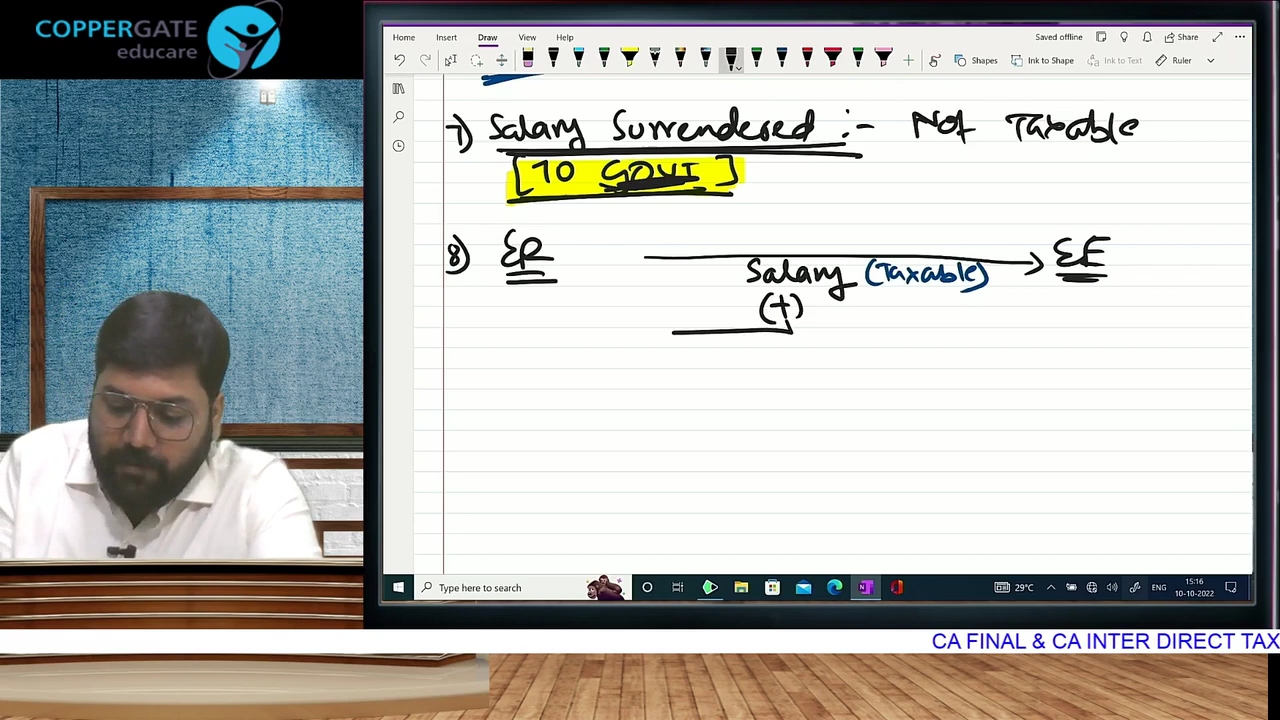 COPPERGATE
educare
Home Insert Draw View Help
Saved offline Share
Shapes Ink to Shape Ink to Text Ruler
7) Salary Surrendered :- Not Taxable
[TO GOVT]
8) ER EE
Salary (Taxable)
(+)
Type here to search
29°C ENG 15:16
10-10-2022
CA FINAL & CA INTER DIRECT TAX